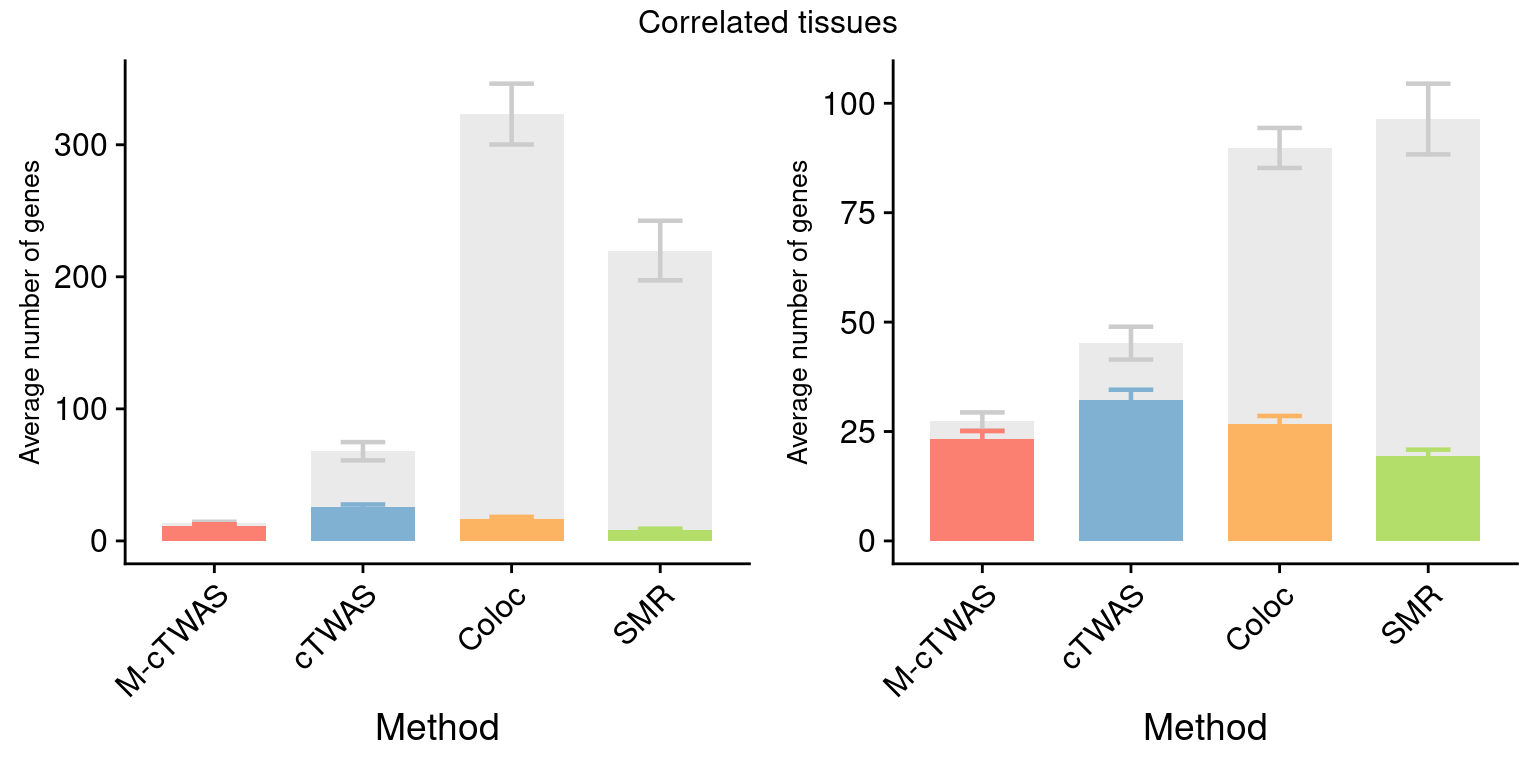 Correlated tissues
Average number of genes
300
200
100
0
M-cTWAS
cTWAS
Coloc
SMR
Method
Average number of genes
100
75
50
25
0
M-cTWAS
cTWAS
Coloc
SMR
Method